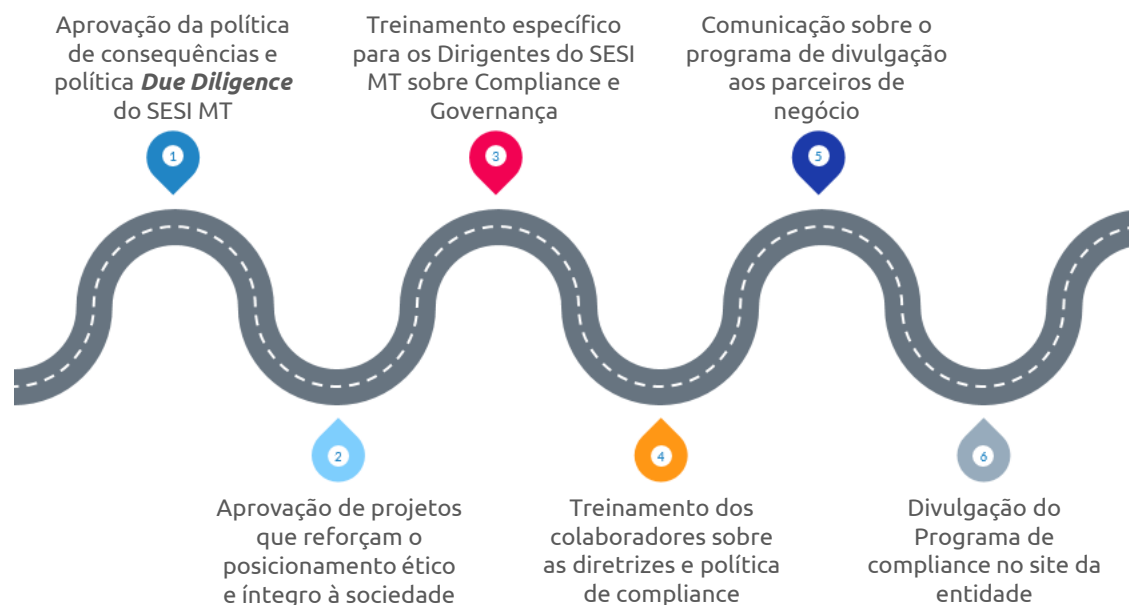 Aprovação da política
de consequências e
política Due Diligence
do SESI MT
1
Aprovação de projetos
que reforçam o
posicionamento ético
e íntegro à sociedade
2
Treinamento específico
para os Dirigentes do SESI
MT sobre Compliance e
Governança
3
Treinamento dos
colaboradores sobre
as diretrizes e política
de compliance
4
Comunicação sobre o
programa de divulgação
aos parceiros de
negócio
5
Divulgação do
Programa de
compliance no site da
entidade
6